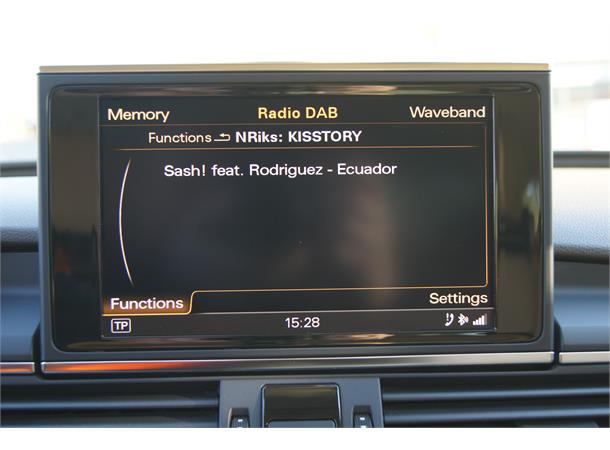 Memory Radio DAB Waveband
Functions NRiks: KISSTORY
Sash! feat. Rodriguez - Ecuador
Functions Settings
TP 15:28